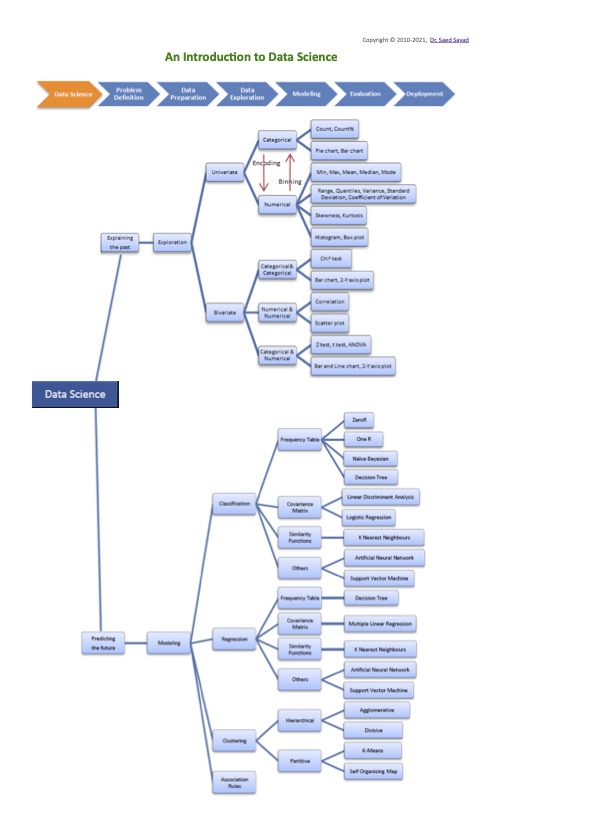 Copyright © 2010-2021, Dr. Saed Sayad
An Introduction to Data Science
Data Science
Problem
Definition
Data
Preparation
Data
Exploration
Modeling
Evaluation
Deployment
Count, Count%
Categorical
Pie chart, Bar chart
Encoding
Univariate
Min, Max, Mean, Median, Mode
Binning
Range, Quantiles, Variance, Standard
Deviation, Coefficient of Variation
Numerical
Skewness, Kurtosis
Histogram, Box plot
Explaining
the past
Exploration
Chi² test
Categorical &
Categorical
Bar chart, 2-Y axis plot
Correlation
Bivariate
Numerical &
Numerical
Scatter plot
Z test, t test, ANOVA
Categorical &
Numerical
Bar and Line chart, 2-Y axis plot
Data Science
ZeroR
Frequency Table
One R
Naive Bayesian
Decision Tree
Classification
Covariance
Matrix
Linear Discriminant Analysis
Logistic Regression
Similarity
Functions
K Nearest Neighbours
Others
Artificial Neural Network
Support Vector Machine
Frequency Table
Decision Tree
Covariance
Matrix
Multiple Linear Regression
Predicting
the future
Modeling
Regression
Similarity
Functions
K Nearest Neighbours
Others
Artificial Neural Network
Support Vector Machine
Agglomerative
Hierarchical
Divisive
Clustering
K-Means
Partitive
Self Organizing Map
Association
Rules